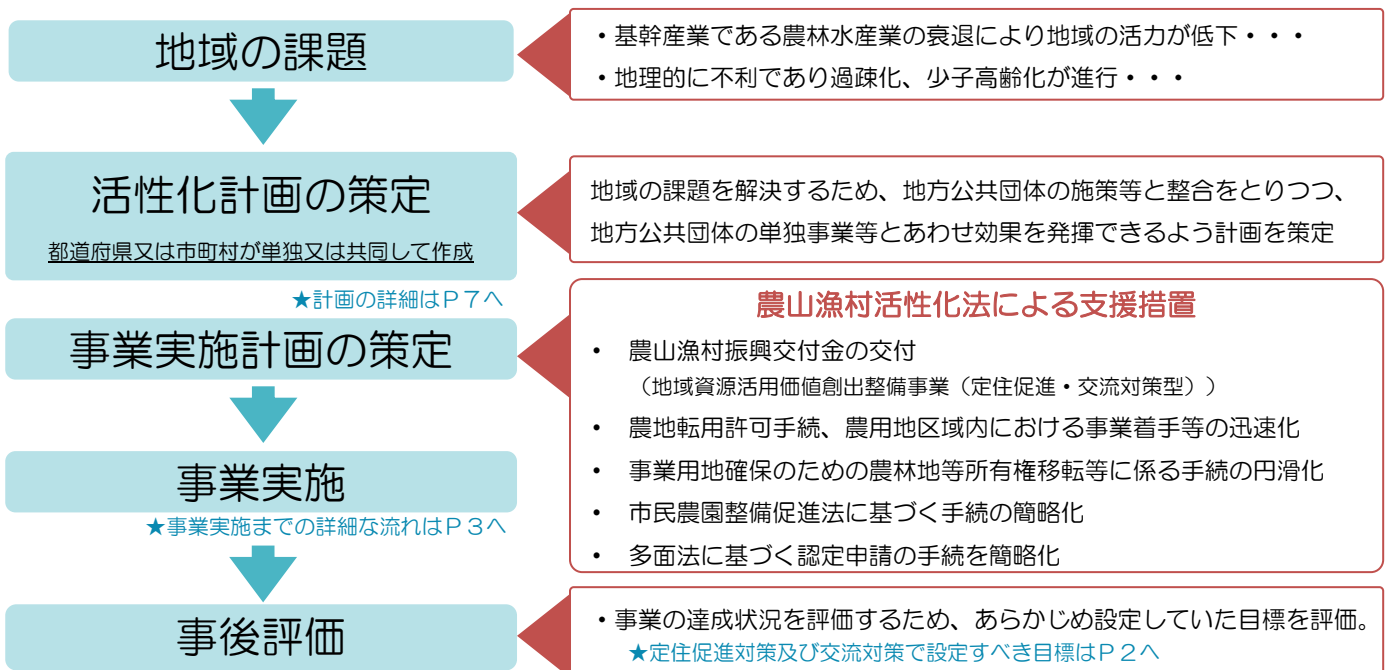 地域の課題
・基幹産業である農林水産業の衰退により地域の活力が低下・・・
・地理的に不利であり過疎化、少子高齢化が進行・・・
活性化計画の策定
都道府県又は市町村が単独又は共同して作成
★計画の詳細はP7へ
地域の課題を解決するため、地方公共団体の施策等と整合をとりつつ、
地方公共団体の単独事業等とあわせ効果を発揮できるよう計画を策定
事業実施計画の策定
農山漁村活性化法による支援措置
・ 農山漁村振興交付金の交付
（地域資源活用価値創出整備事業（定住促進・交流対策型））
・ 農地転用許可手続、農用地区域内における事業着手等の迅速化
・ 事業用地確保のための農林地等所有権移転等に係る手続の円滑化
・ 市民農園整備促進法に基づく手続の簡略化
・ 多面法に基づく認定申請の手続を簡略化
事業実施
★事業実施までの詳細な流れはP3へ
事後評価
・事業の達成状況を評価するため、あらかじめ設定していた目標を評価。
★定住促進対策及び交流対策で設定すべき目標はP2へ